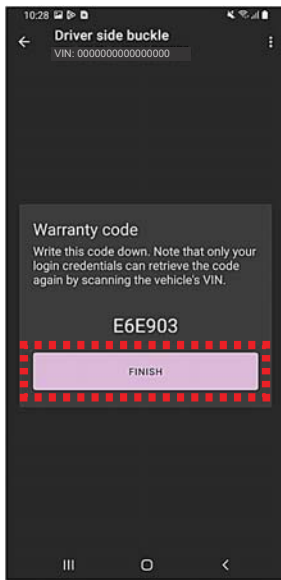 10:28
Driver side buckle
VIN: 0000000000000000
Warranty code
Write this code down. Note that only your
login credentials can retrieve the code
again by scanning the vehicle's VIN.
E6E903
FINISH